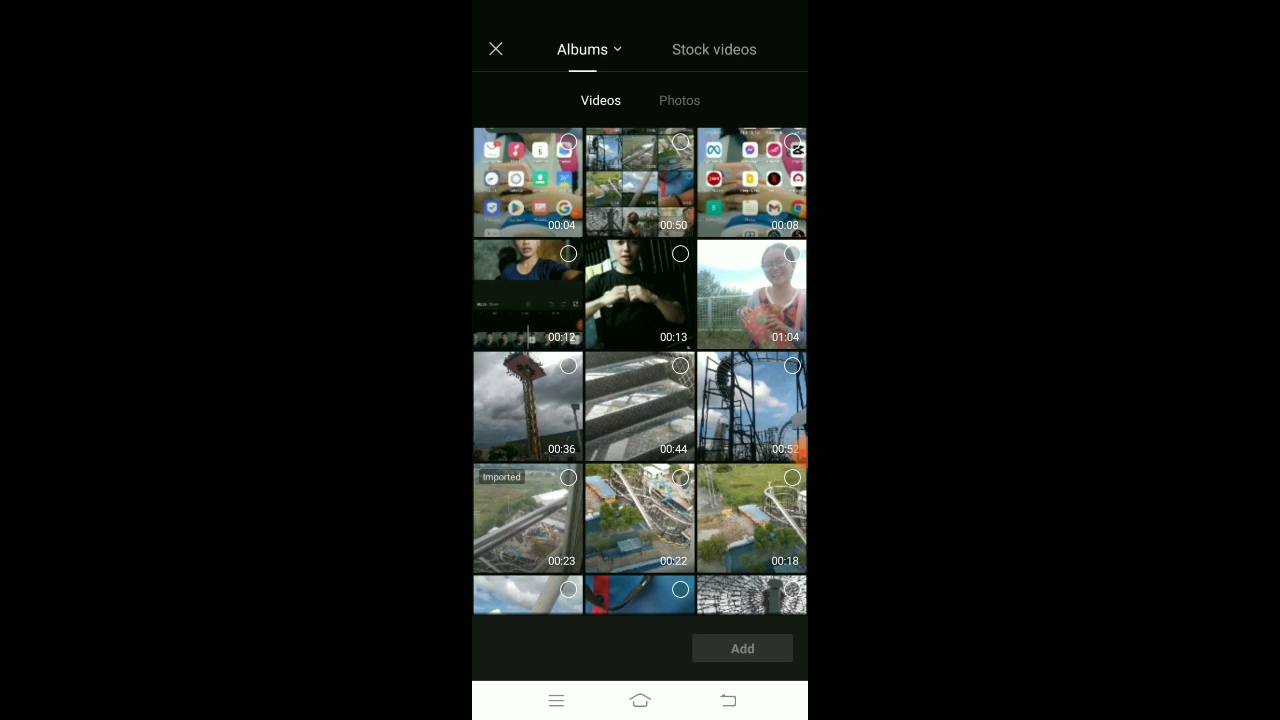 Albums
Stock videos
Videos
Photos
00:04
00:50
00:08
00:12
00:13
01:04
00:36
00:44
00:52
Imported
00:23
00:22
00:18
Add